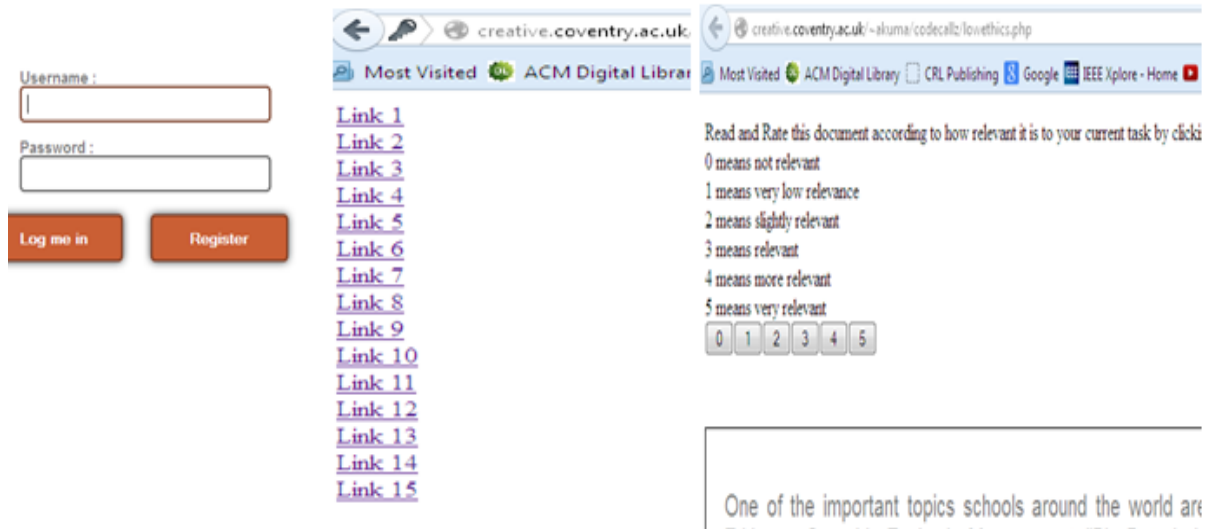 Username :
Password :
Log me in
Register
creative.coventry.ac.uk
Most Visited ACM Digital Librar
Link 1
Link 2
Link 3
Link 4
Link 5
Link 6
Link 7
Link 8
Link 9
Link 10
Link 11
Link 12
Link 13
Link 14
Link 15
creative.coventry.ac.uk/~akuma/codecallz/lowethics.php
Most Visited ACM Digital Library CRL Publishing Google IEEE Xplore - Home
Read and Rate this document according to how relevant it is to your current task by clicki
0 means not relevant
1 means very low relevance
2 means slightly relevant
3 means relevant
4 means more relevant
5 means very relevant
0 1 2 3 4 5
One of the important topics schools around the world are